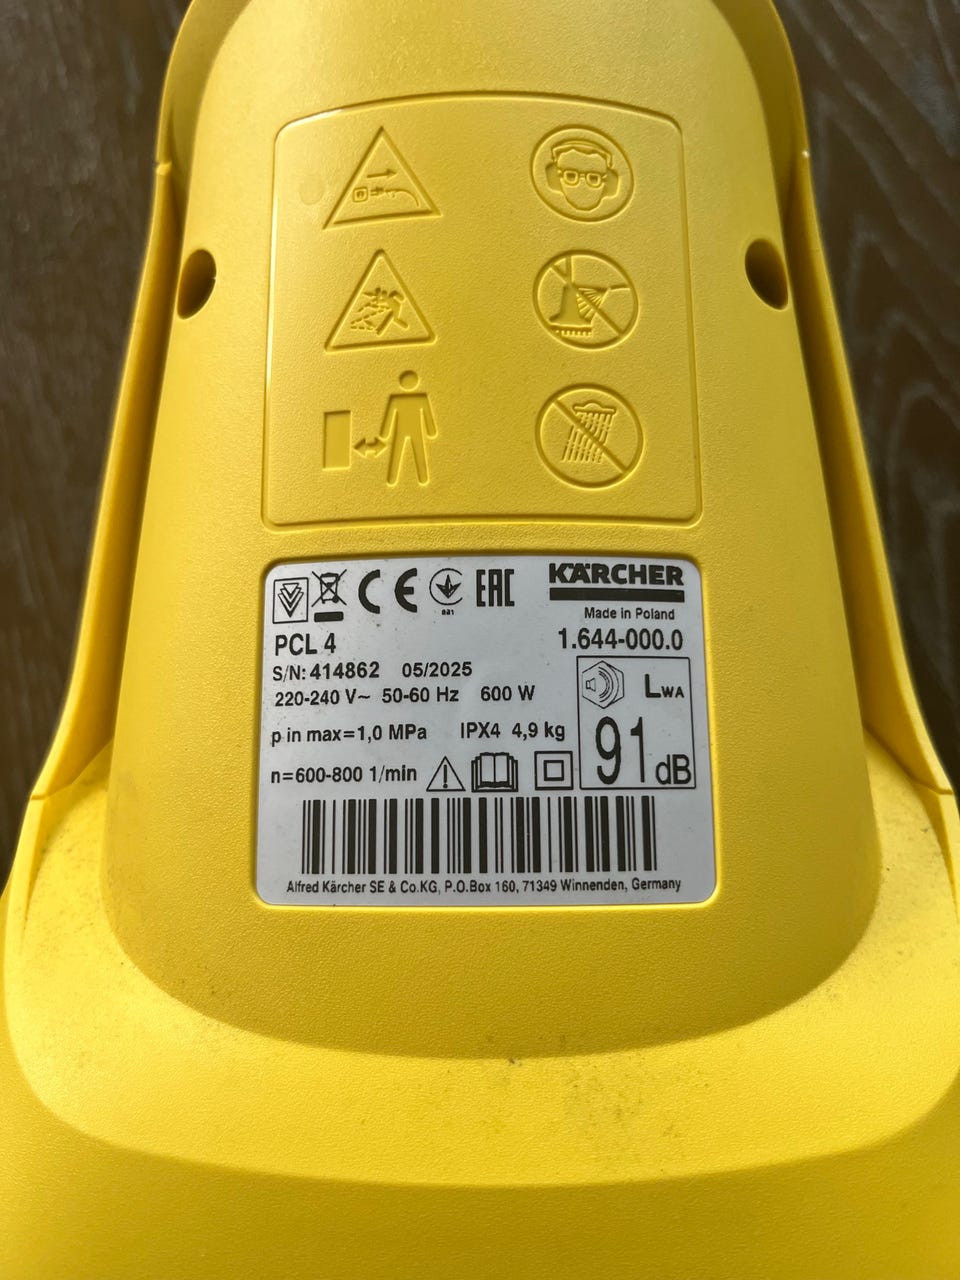 CE EAC KÄRCHER
Made in Poland
PCL 4 1.644-000.0
S/N: 414862 05/2025
220-240 V~ 50-60 Hz 600 W
LWA
p in max=1,0 MPa IPX4 4,9 kg
91 dB
n=600-800 1/min
Alfred Kärcher SE & Co.KG, P.O.Box 160, 71349 Winnenden, Germany